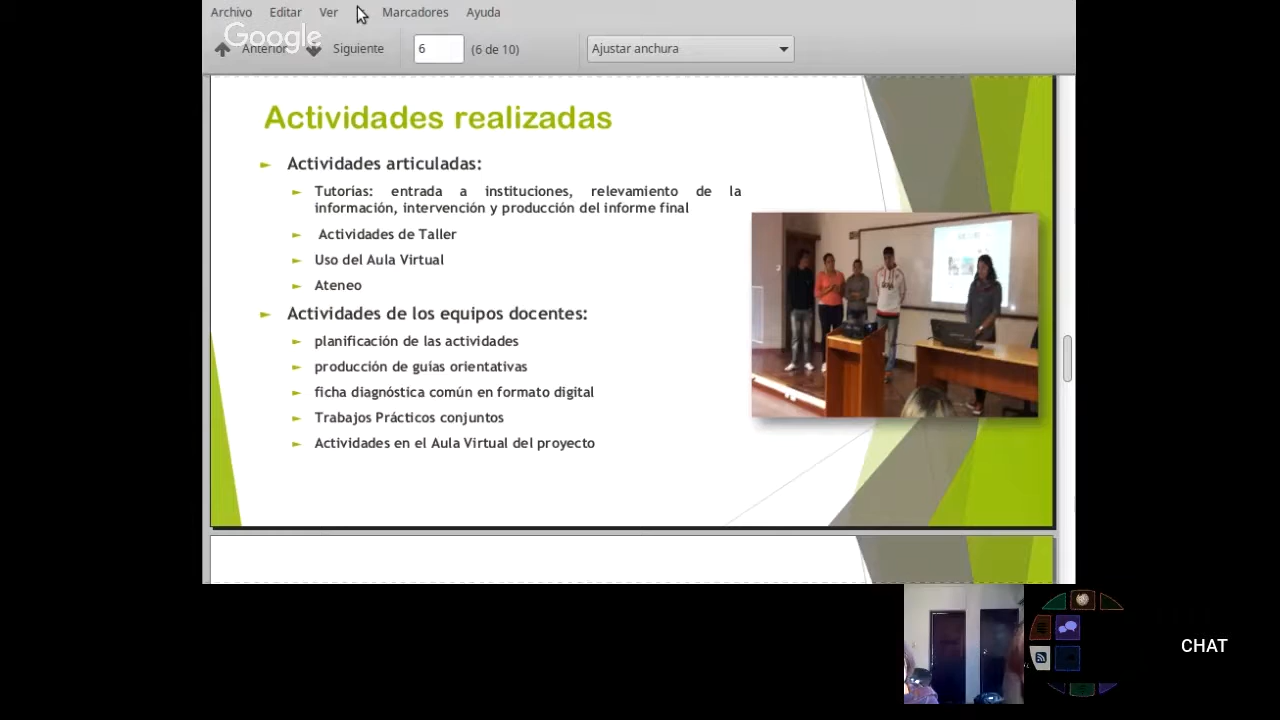 Archivo Editar Ver Marcadores Ayuda
Google
Anterior Siguiente 6 (6 de 10) Ajustar anchura
Actividades realizadas
Actividades articuladas:
Tutorías: entrada a instituciones, relevamiento de la
información, intervención y producción del informe final
Actividades de Taller
Uso del Aula Virtual
Ateneo
Actividades de los equipos docentes:
planificación de las actividades
producción de guías orientativas
ficha diagnóstica común en formato digital
Trabajos Prácticos conjuntos
Actividades en el Aula Virtual del proyecto
CHAT